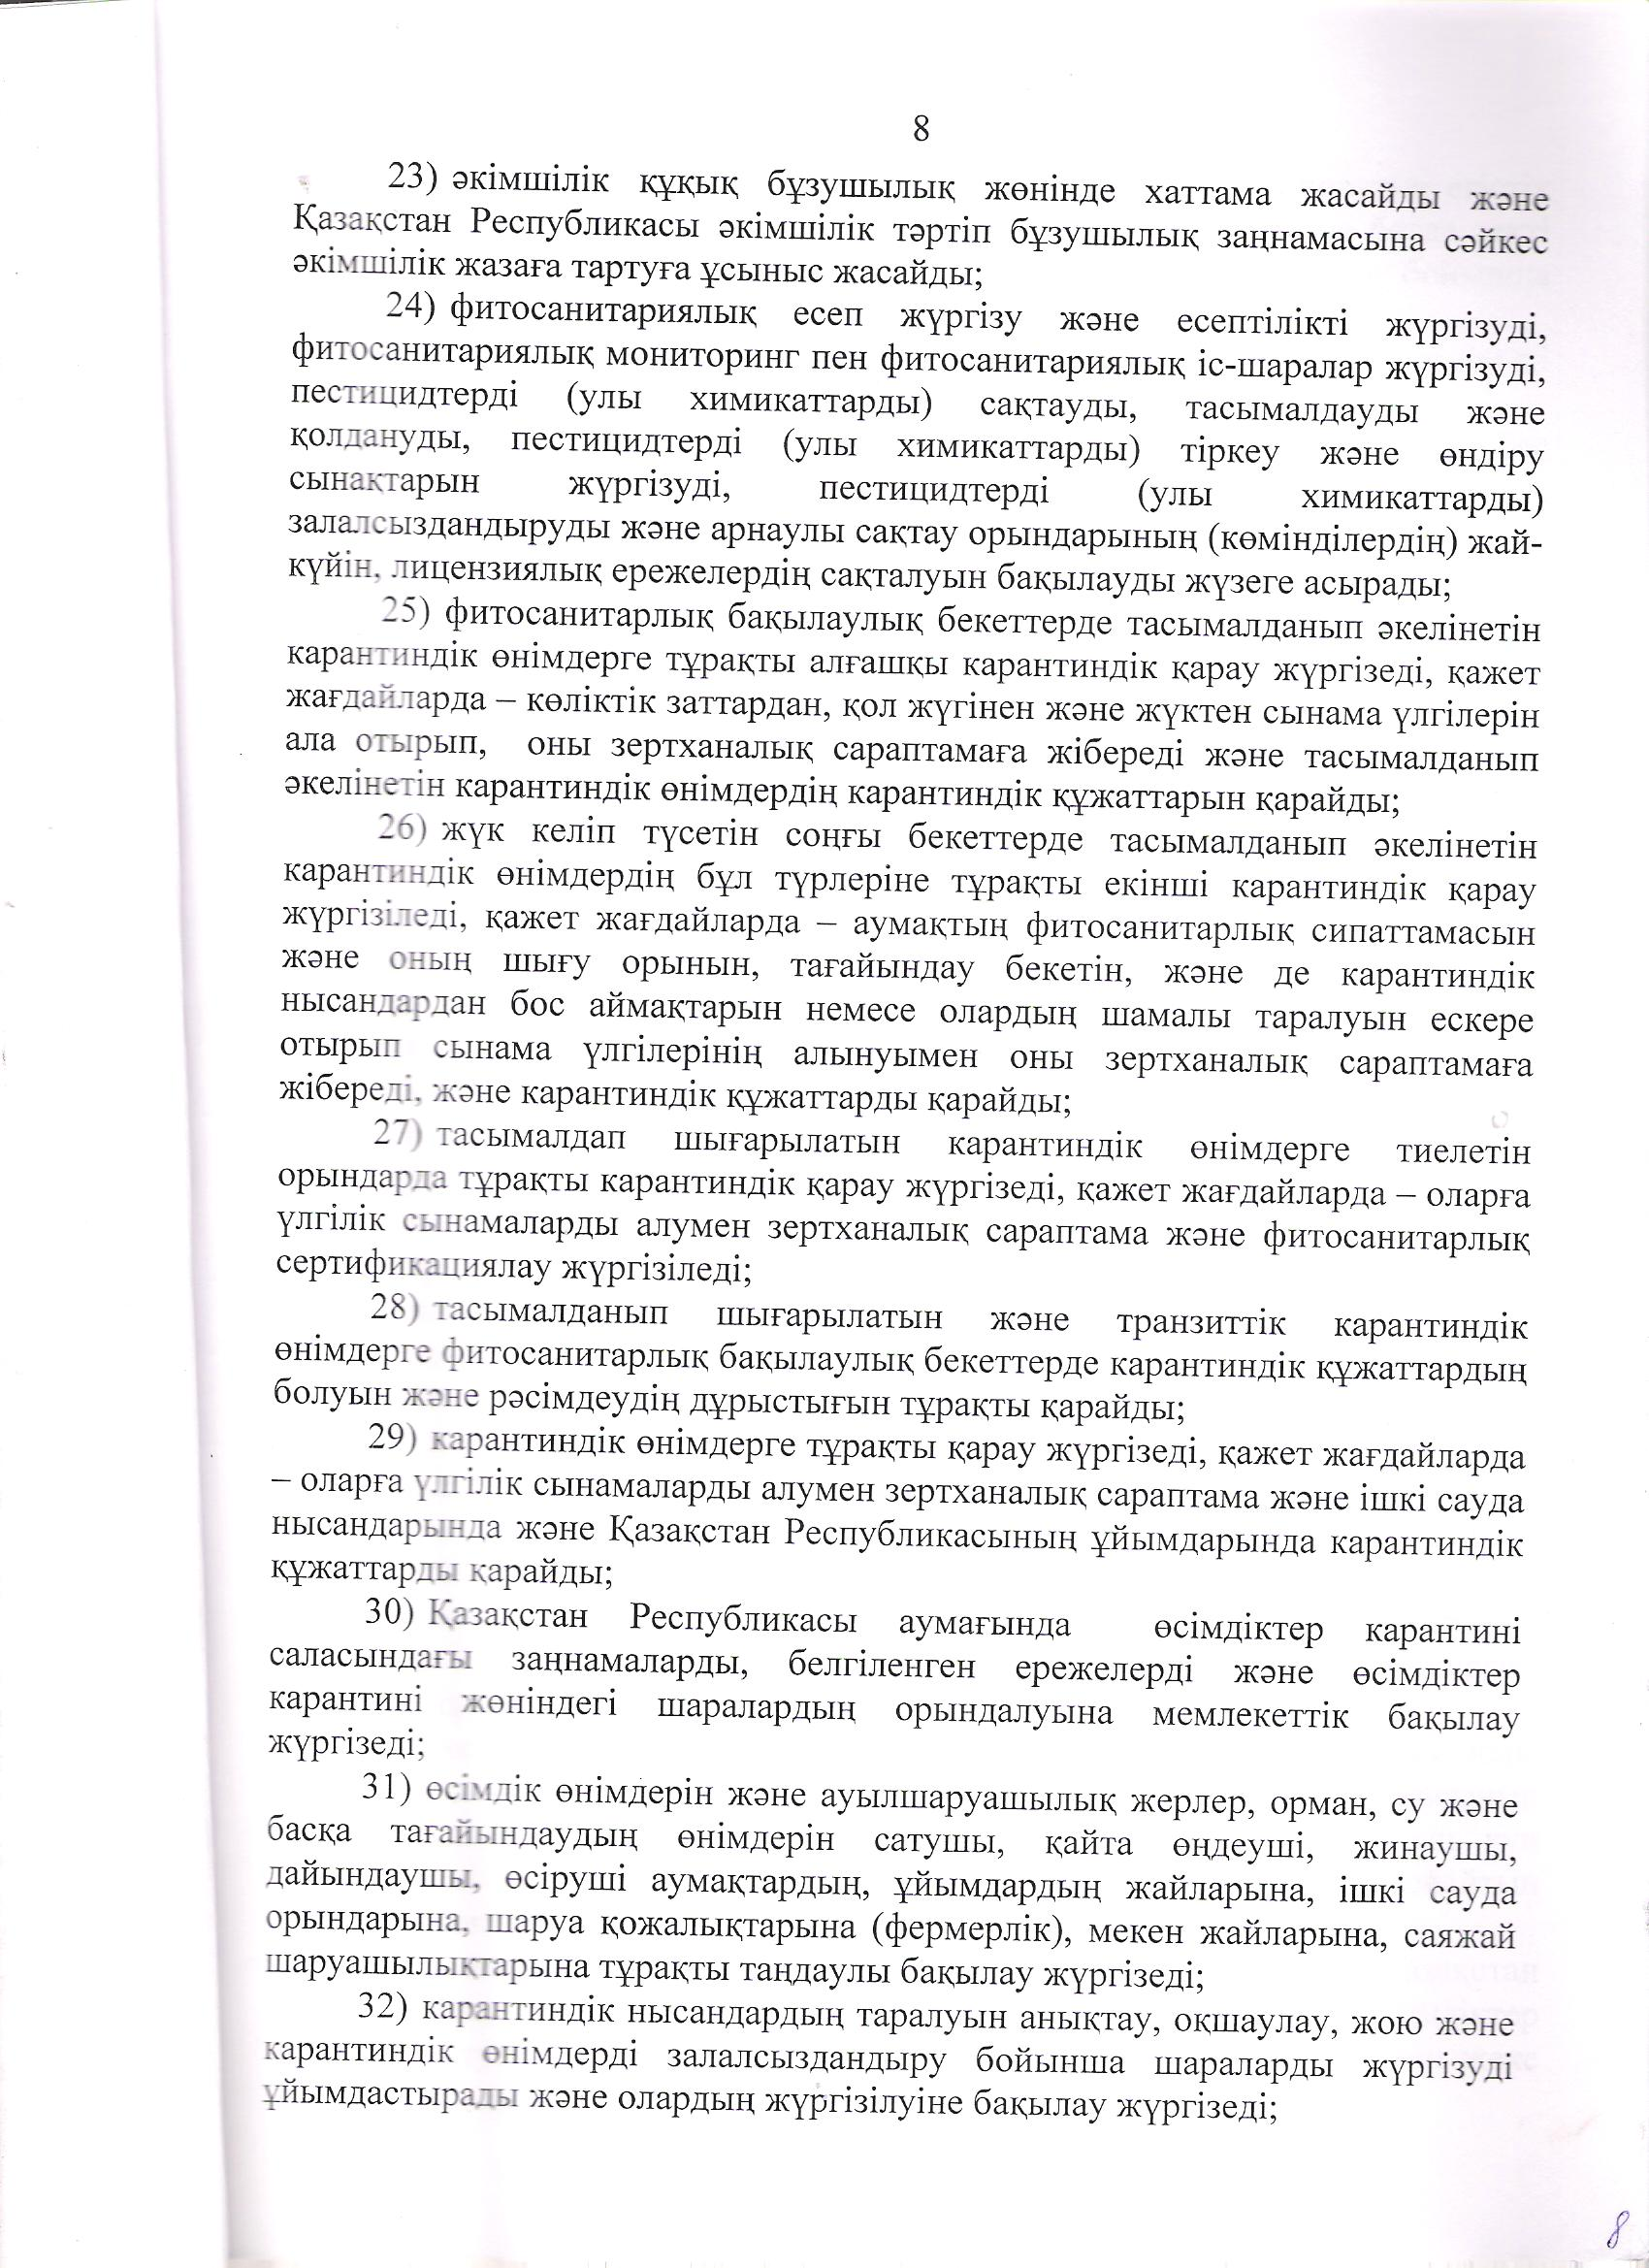 8
23) әкімшілік құқық бұзушылық жөнінде хаттама жасайды және
Қазақстан Республикасы әкімшілік тәртіп бұзушылық заңнамасына сәйкес
әкімшілік жазаға тартуға ұсыныс жасайды;
24) фитосанитариялық есеп жүргізу және есептілікті жүргізуді,
фитосанитариялық мониторинг пен фитосанитариялық іс-шаралар жүргізуді,
пестицидтерді (улы химикаттарды) сақтауды, тасымалдауды және
қолдануды, пестицидтерді (улы химикаттарды) тіркеу және өндіру
сынақтарын жүргізуді, пестицидтерді (улы химикаттарды)
залалсыздандыруды және арнаулы сақтау орындарының (көмінділердің) жай-
күйін, лицензиялық ережелердің сақталуын бақылауды жүзеге асырады;
25) фитосанитарлық бақылаулық бекеттерде тасымалданып әкелінетін
карантиндік өнімдерге тұрақты алғашқы карантиндік қарау жүргізеді, қажет
жағдайларда – көліктік заттардан, қол жүгінен және жүктен сынама үлгілерін
ала отырып, оны зертханалық сараптамаға жібереді және тасымалданып
әкелінетін карантиндік өнімдердің карантиндік құжаттарын қарайды;
26) жүк келіп түсетін соңғы бекеттерде тасымалданып әкелінетін
карантиндік өнімдердің бұл түрлеріне тұрақты екінші карантиндік қарау
жүргізіледі, қажет жағдайларда – аумақтың фитосанитарлық сипаттамасын
және оның шығу орынын, тағайындау бекетін, және де карантиндік
нысандардан бос аймақтарын немесе олардың шамалы таралуын ескере
отырып сынама үлгілерінің алынуымен оны зертханалық сараптамаға
жібереді, және карантиндік құжаттарды қарайды;
27) тасымалдап шығарылатын карантиндік өнімдерге тиелетін
орындарда тұрақты карантиндік қарау жүргізеді, қажет жағдайларда – оларға
үлгілік сынамаларды алумен зертханалық сараптама және фитосанитарлық
сертификациялау жүргізіледі;
28) тасымалданып шығарылатын және транзиттік карантиндік
өнімдерге фитосанитарлық бақылаулық бекеттерде карантиндік құжаттардың
болуын және рәсімдеудің дұрыстығын тұрақты қарайды;
29) карантиндік өнімдерге тұрақты қарау жүргізеді, қажет жағдайларда
– оларға үлгілік сынамаларды алумен зертханалық сараптама және ішкі сауда
нысандарында және Қазақстан Республикасының ұйымдарында карантиндік
құжаттарды қарайды;
30) Қазақстан Республикасы аумағында өсімдіктер карантині
саласындағы заңнамаларды, белгіленген ережелерді және өсімдіктер
карантині жөніндегі шаралардың орындалуына мемлекеттік бақылау
жүргізеді;
31) өсімдік өнімдерін және ауылшаруашылық жерлер, орман, су және
басқа тағайындаудың өнімдерін сатушы, қайта өңдеуші, жинаушы,
дайындаушы, өсіруші аумақтардың, ұйымдардың жайларына, ішкі сауда
орындарына, шаруа қожалықтарына (фермерлік), мекен жайларына, саяжай
шаруашылықтарына тұрақты таңдаулы бақылау жүргізеді;
32) карантиндік нысандардың таралуын анықтау, оқшаулау, жою және
карантиндік өнімдерді залалсыздандыру бойынша шараларды жүргізуді
ұйымдастырады және олардың жүргізілуіне бақылау жүргізеді;
8